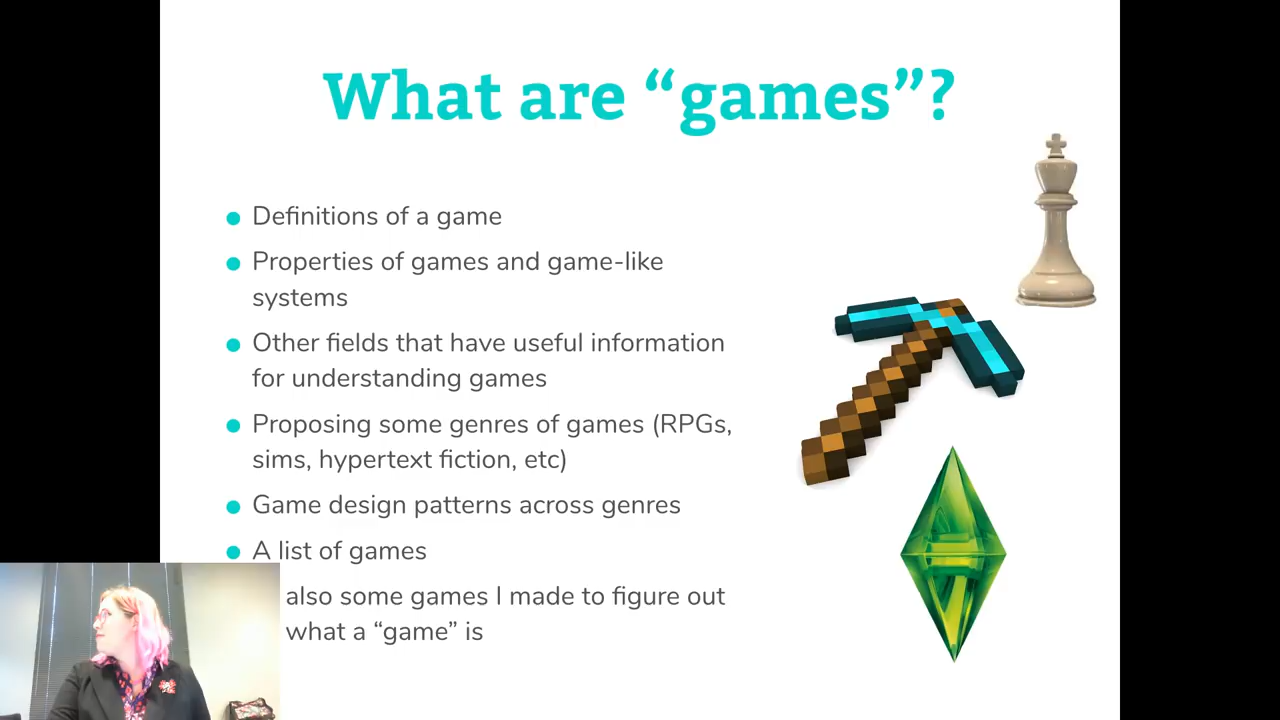 What are “games”?
Definitions of a game
Properties of games and game-like
systems
Other fields that have useful information
for understanding games
Proposing some genres of games (RPGs,
sims, hypertext fiction, etc)
Game design patterns across genres
A list of games
also some games I made to figure out
what a “game” is